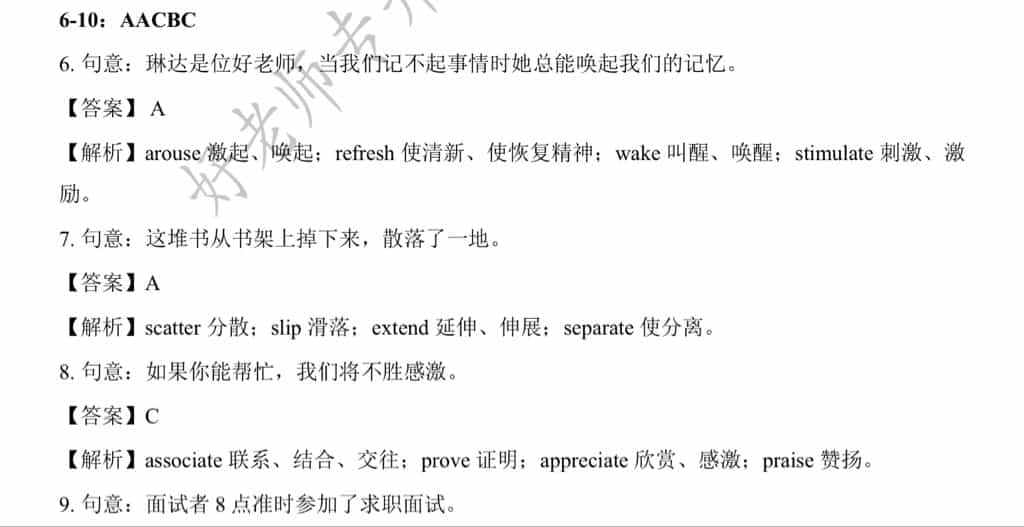 6-10：AACBC
6. 句意：琳达是位好老师，当我们记不起事情时她总能唤起我们的记忆。
【答案】 A
【解析】arouse 激起、唤起；refresh 使清新、使恢复精神；wake 叫醒、唤醒；stimulate 刺激、激
励。
7. 句意：这堆书从书架上掉下来，散落了一地。
【答案】A
【解析】scatter 分散；slip 滑落；extend 延伸、伸展；separate 使分离。
8. 句意：如果你能帮忙，我们将不胜感激。
【答案】C
【解析】associate 联系、结合、交往；prove 证明；appreciate 欣赏、感激；praise 赞扬。
9. 句意：面试者 8 点准时参加了求职面试。
好老师专升